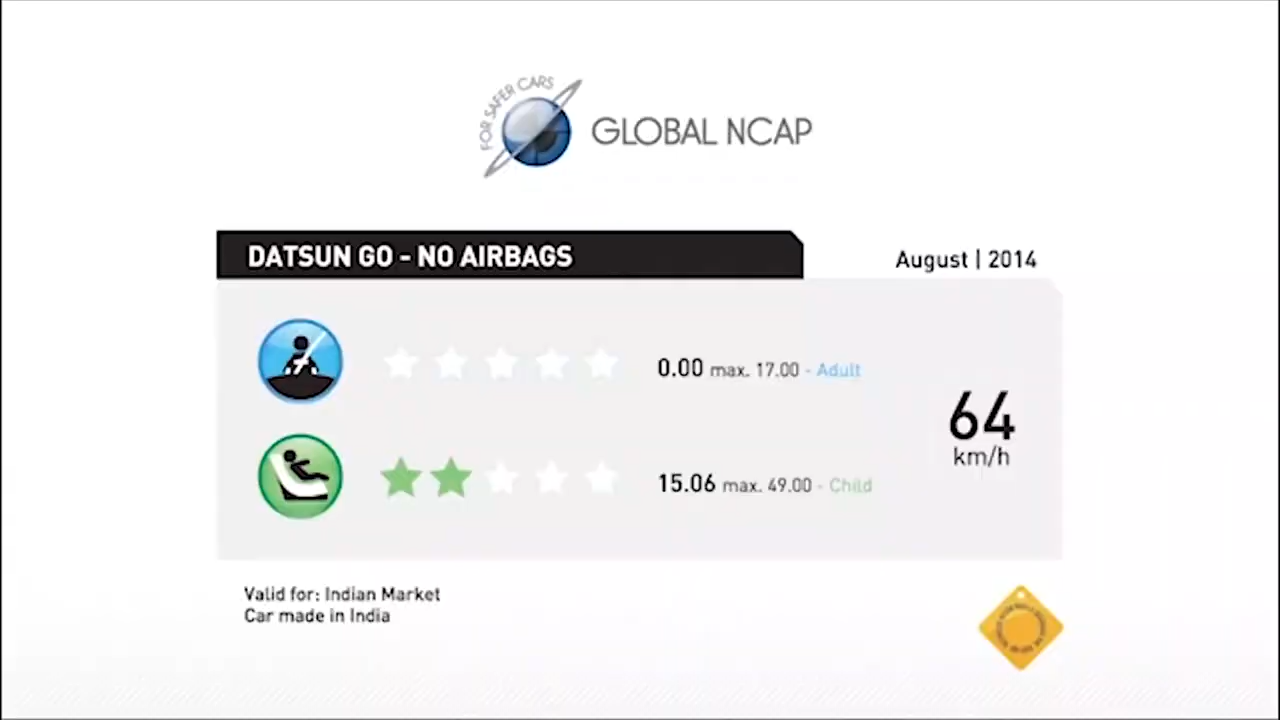 FOR SAFER CARS
GLOBAL NCAP
DATSUN GO - NO AIRBAGS
August | 2014
0.00 max. 17.00 - Adult
64
km/h
15.06 max. 49.00 - Child
Valid for: Indian Market
Car made in India